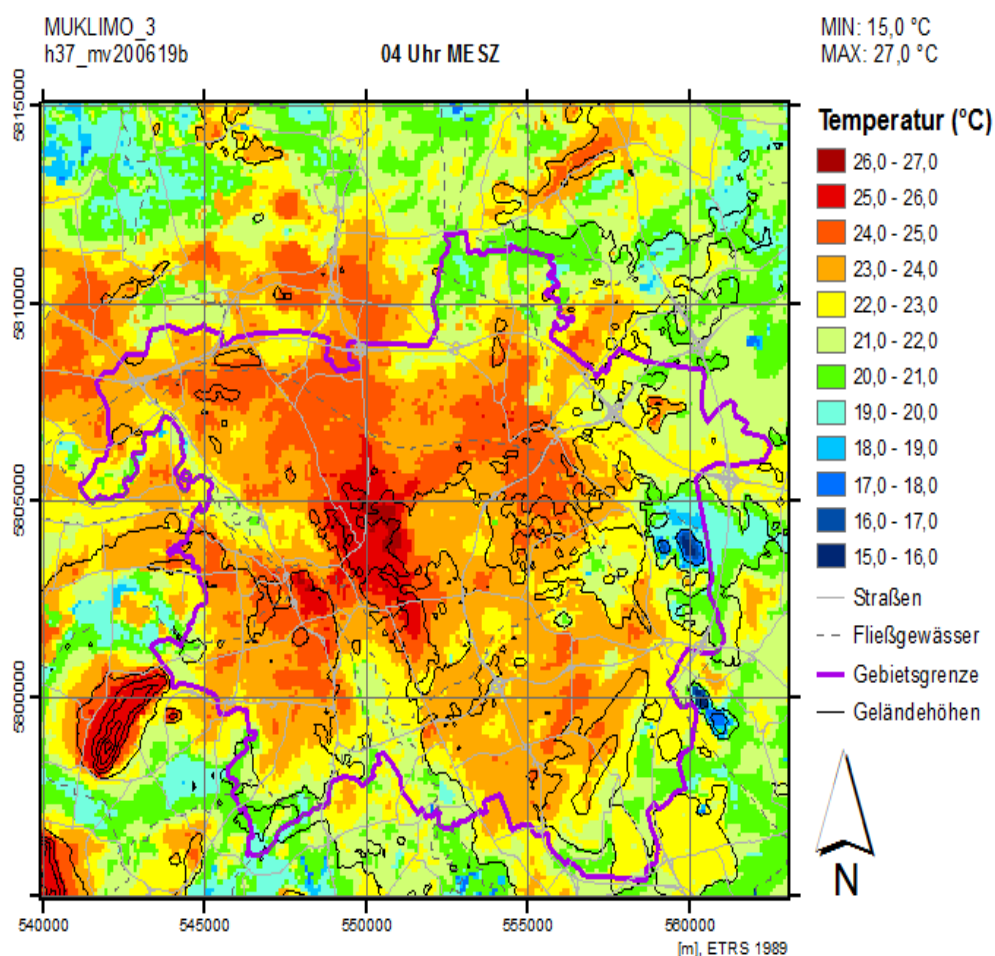 MUKLIMO_3
h37_mv200619b
04 Uhr MESZ
MIN: 15,0 °C
MAX: 27,0 °C
5815000
5810000
5805000
5800000
540000
545000
550000
555000
560000
[m], ETRS 1989
Temperatur (°C)
26,0 - 27,0
25,0 - 26,0
24,0 - 25,0
23,0 - 24,0
22,0 - 23,0
21,0 - 22,0
20,0 - 21,0
19,0 - 20,0
18,0 - 19,0
17,0 - 18,0
16,0 - 17,0
15,0 - 16,0
Straßen
Fließgewässer
Gebietsgrenze
Geländehöhen
N